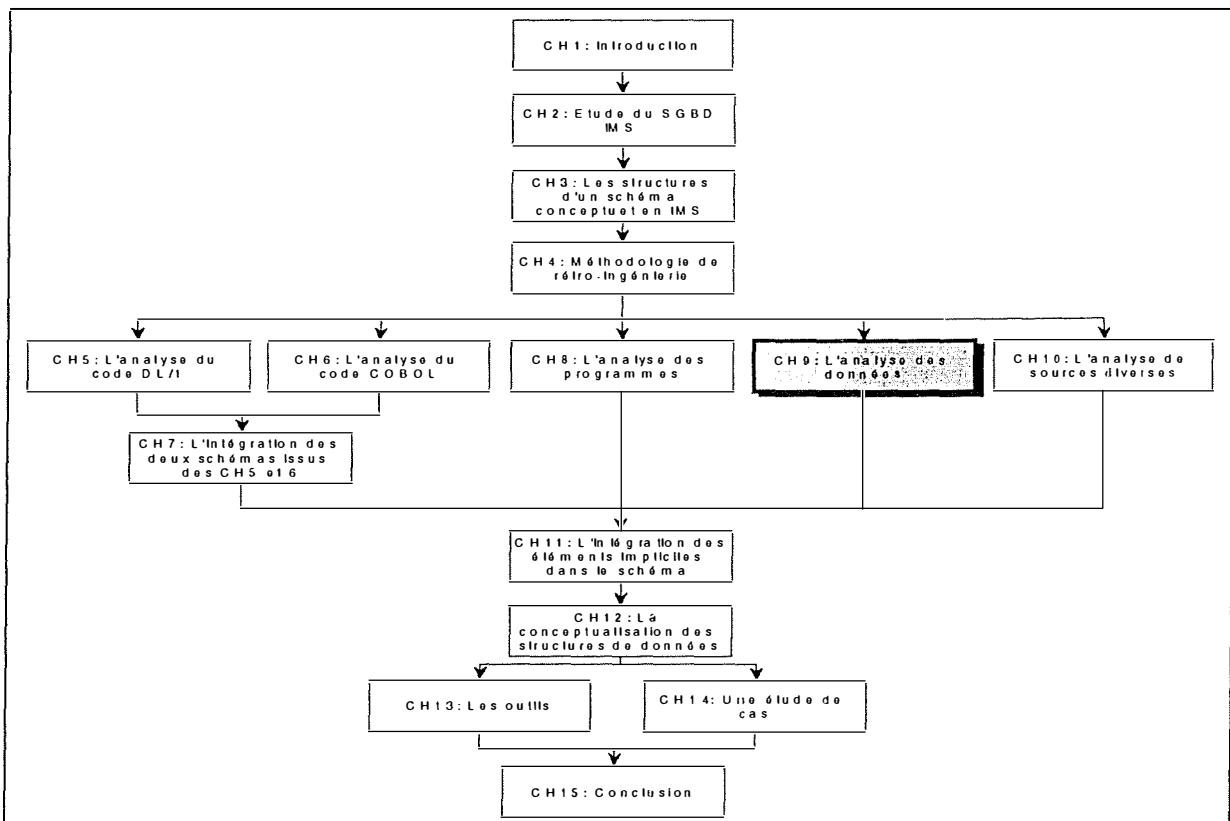 CH1: Introduction
CH2: Etude du SGBD
IMS
CH3: Les structures
d'un schéma
conceptuel en IMS
CH4: Méthodologie de
rétro-ingénierie
CH5: L'analyse du
code DL/1
CH6: L'analyse du
code COBOL
CH8: L'analyse des
programmes
CH9: L'analyse des
données
CH10: L'analyse de
sources diverses
CH7: L'intégration des
deux schémas issus
des CH5 et 6
CH11: L'intégration des
éléments implicites
dans le schéma
CH12: La
conceptualisation des
structures de données
CH13: Les outils
CH14: Une étude de
cas
CH15: Conclusion